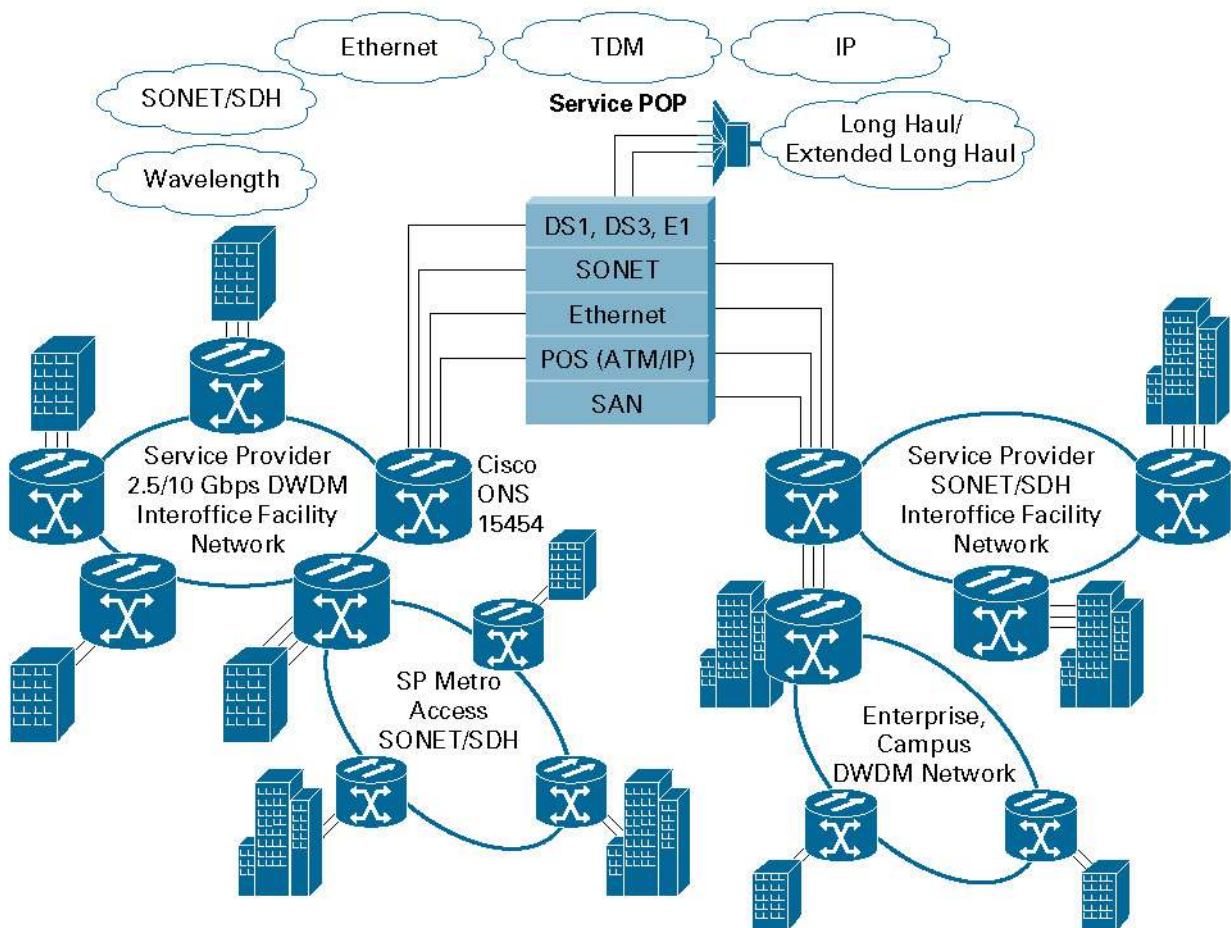 Ethernet
TDM
IP
SONET/SDH
Service POP
Long Haul/
Extended Long Haul
Wavelength
DS1, DS3, E1
SONET
Ethernet
POS (ATM/IP)
SAN
Service Provider
2.5/10 Gbps DWDM
Interoffice Facility
Network
Cisco
ONS
15454
Service Provider
SONET/SDH
Interoffice Facility
Network
SP Metro
Access
SONET/SDH
Enterprise,
Campus
DWDM Network